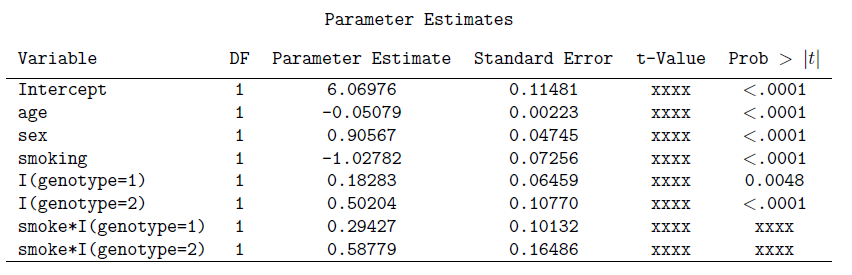 Parameter Estimates
Variable DF Parameter Estimate Standard Error t-Value Prob > |t|
Intercept 1 6.06976 0.11481 xxxx <.0001
age 1 -0.05079 0.00223 xxxx <.0001
sex 1 0.90567 0.04745 xxxx <.0001
smoking 1 -1.02782 0.07256 xxxx <.0001
I(genotype=1) 1 0.18283 0.06459 xxxx 0.0048
I(genotype=2) 1 0.50204 0.10770 xxxx <.0001
smoke*I(genotype=1) 1 0.29427 0.10132 xxxx xxxx
smoke*I(genotype=2) 1 0.58779 0.16486 xxxx xxxx